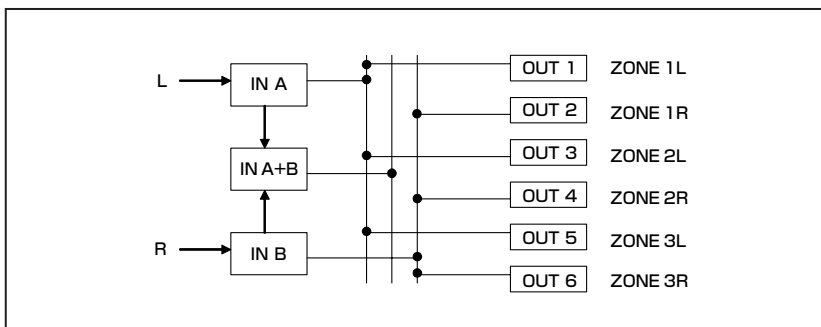 L
IN A
IN A+B
R
IN B
OUT 1 ZONE 1L
OUT 2 ZONE 1R
OUT 3 ZONE 2L
OUT 4 ZONE 2R
OUT 5 ZONE 3L
OUT 6 ZONE 3R